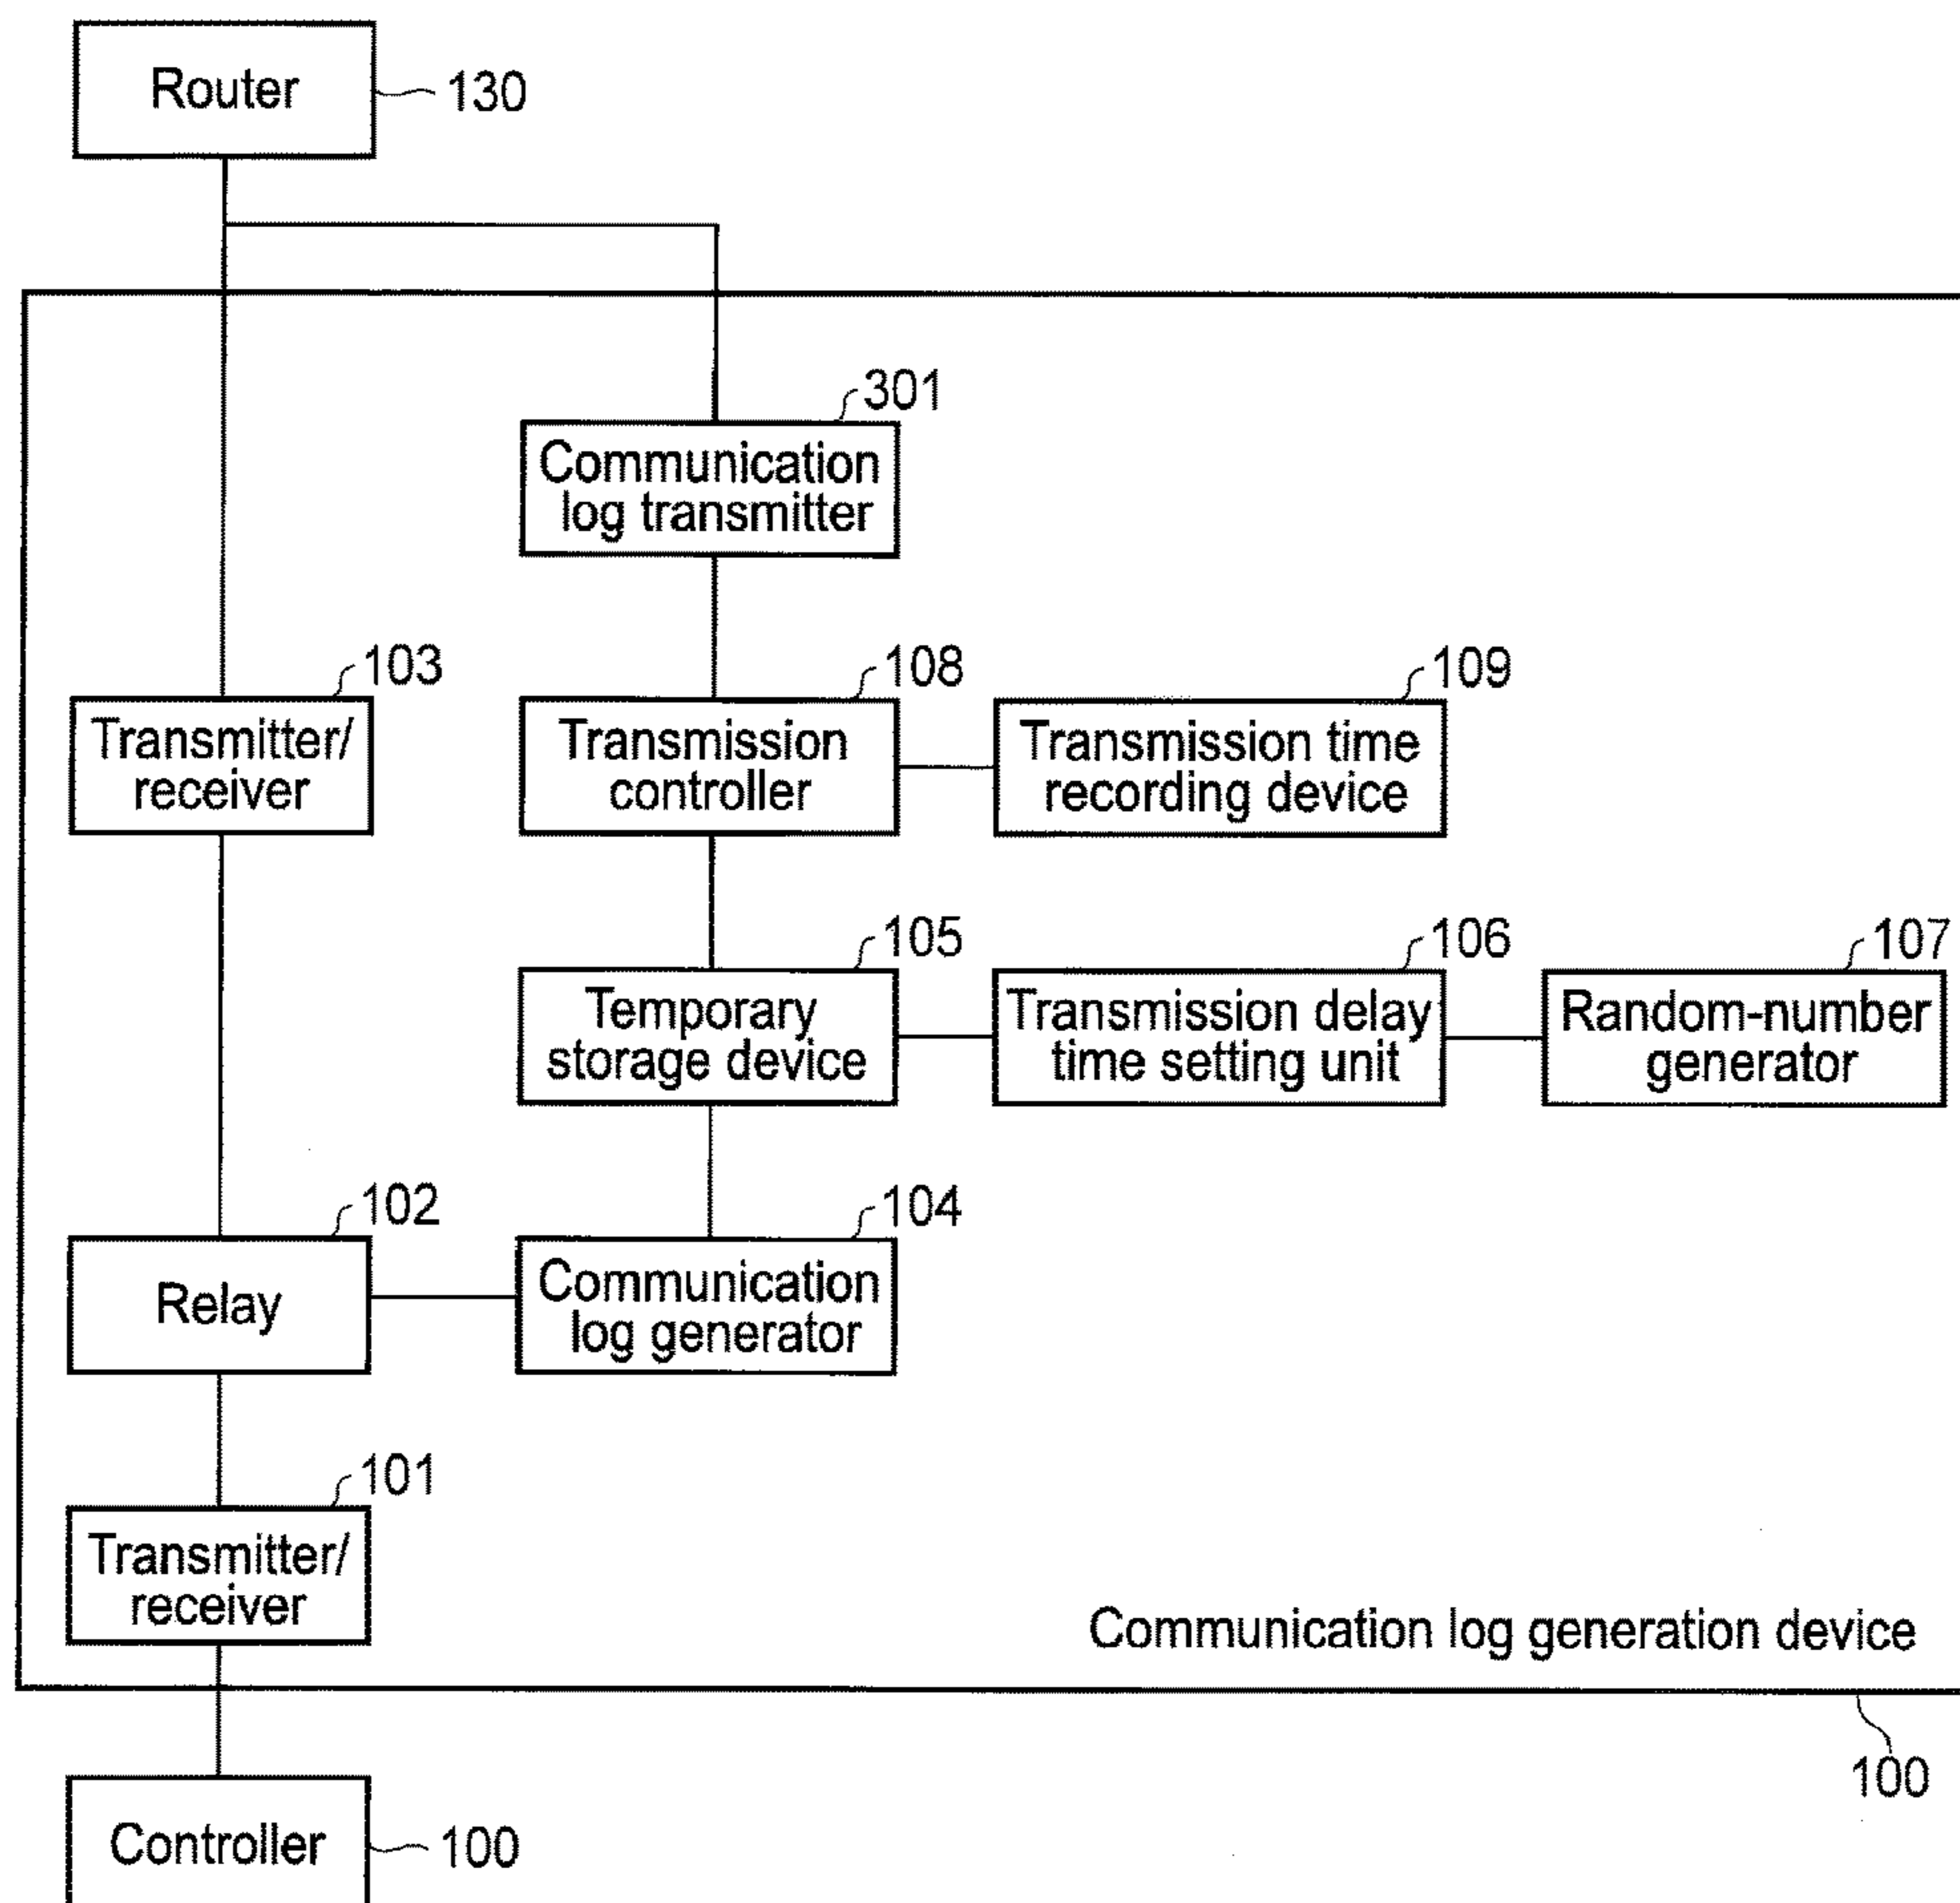 Router
130
301
Communication
log transmitter
103
108
109
Transmitter/
receiver
Transmission
controller
Transmission time
recording device
105
106
107
Temporary
storage device
Transmission delay
time setting unit
Random-number
generator
102
104
Relay
Communication
log generator
101
Transmitter/
receiver
Communication log generation device
100
Controller
100